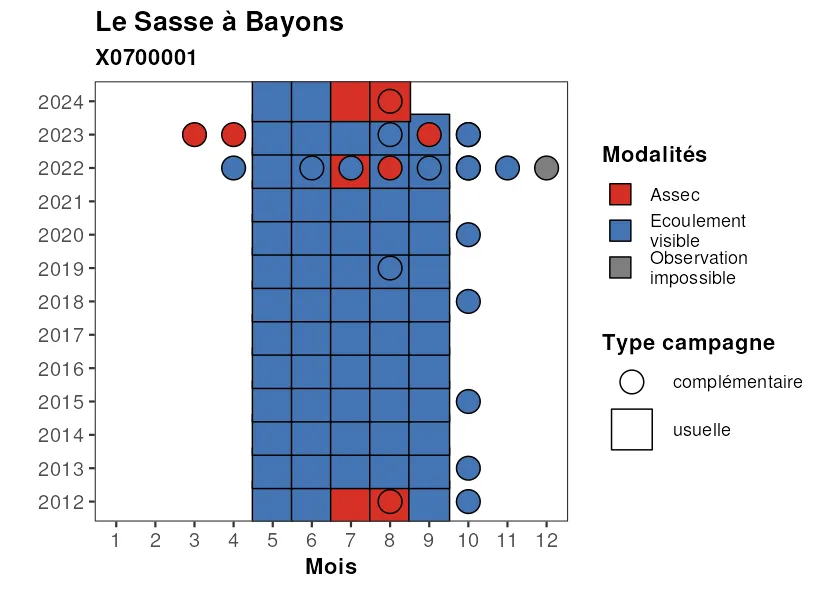 Le Sasse à Bayons
X0700001
2024
2023
2022
2021
2020
2019
2018
2017
2016
2015
2014
2013
2012
1 2 3 4 5 6 7 8 9 10 11 12
Mois
Modalités
Assec
Ecoulement
visible
Observation
impossible
Type campagne
complémentaire
usuelle